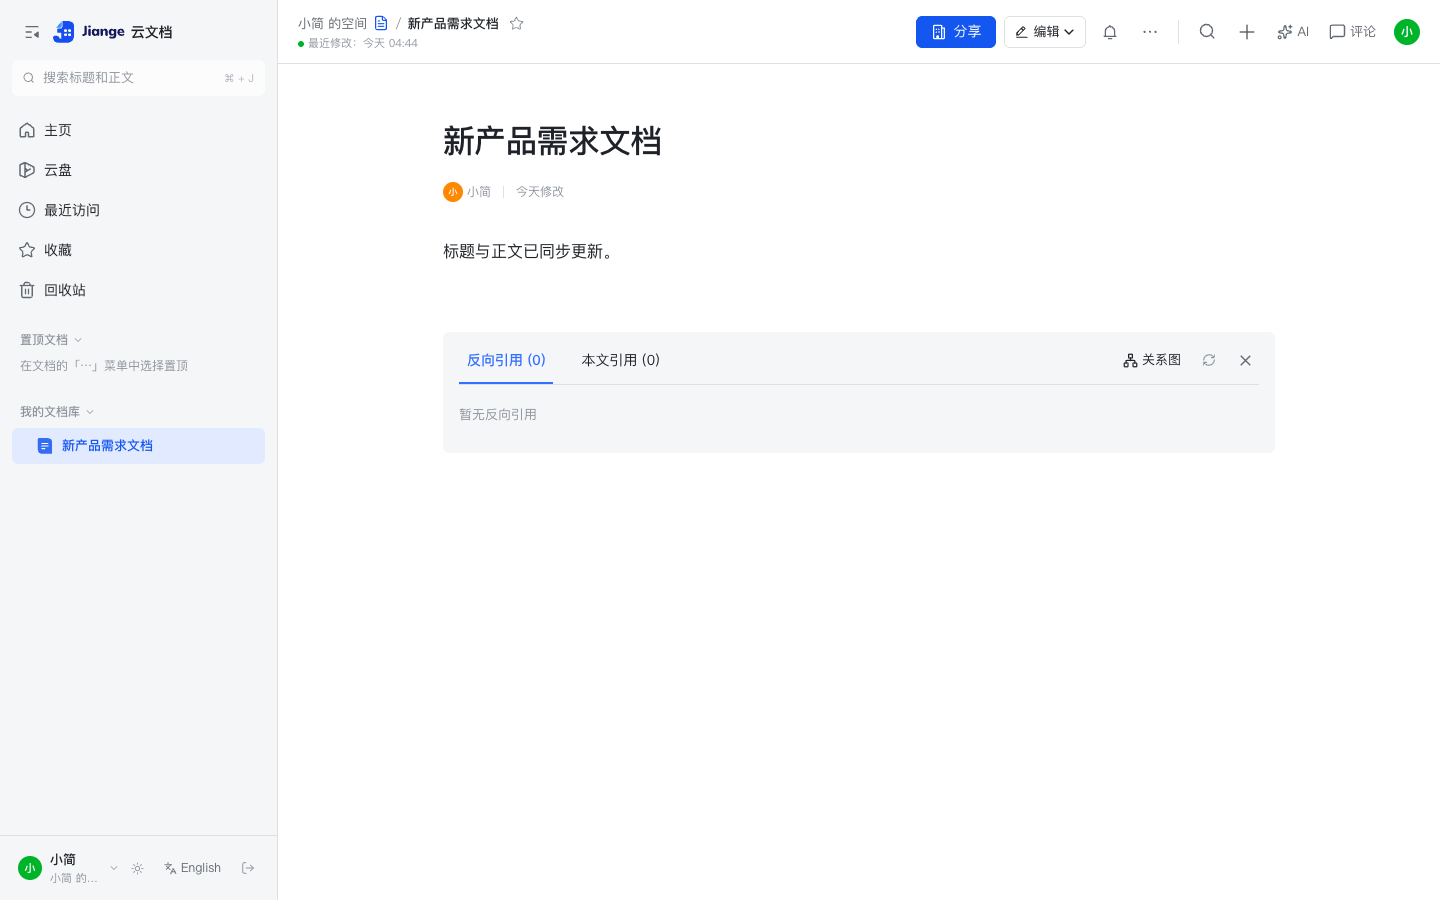 Jiange 云文档
搜索标题和正文 ⌘ + J
主页
云盘
最近访问
收藏
回收站
置顶文档
在文档的「···」菜单中选择置顶
我的文档库
新产品需求文档
小 小简
小简 的...
English
小简 的空间 / 新产品需求文档
最近修改：今天 04:44
分享 编辑 AI 评论 小
新产品需求文档
小 小简 今天修改
标题与正文已同步更新。
反向引用 (0) 本文引用 (0) 关系图
暂无反向引用